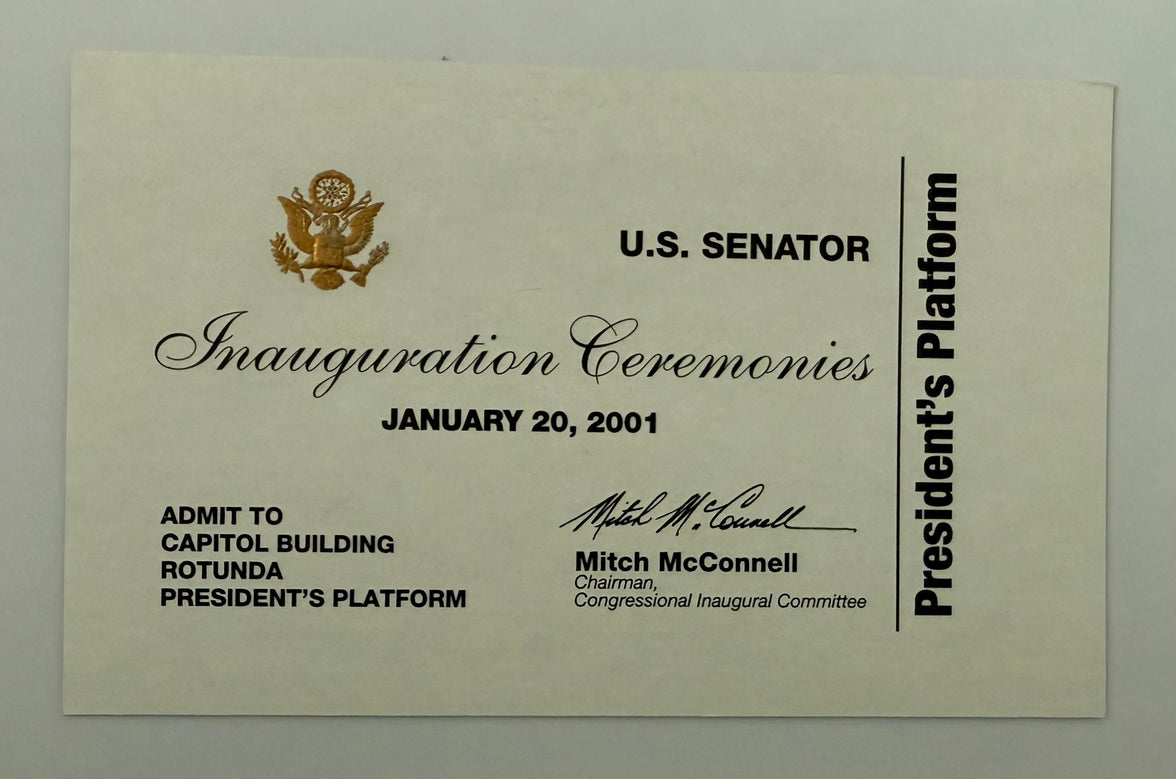 U.S. SENATOR
Inauguration Ceremonies
JANUARY 20, 2001
ADMIT TO
CAPITOL BUILDING
ROTUNDA
PRESIDENT'S PLATFORM
Mitch McConnell
Mitch McConnell
Chairman,
Congressional Inaugural Committee
President's Platform